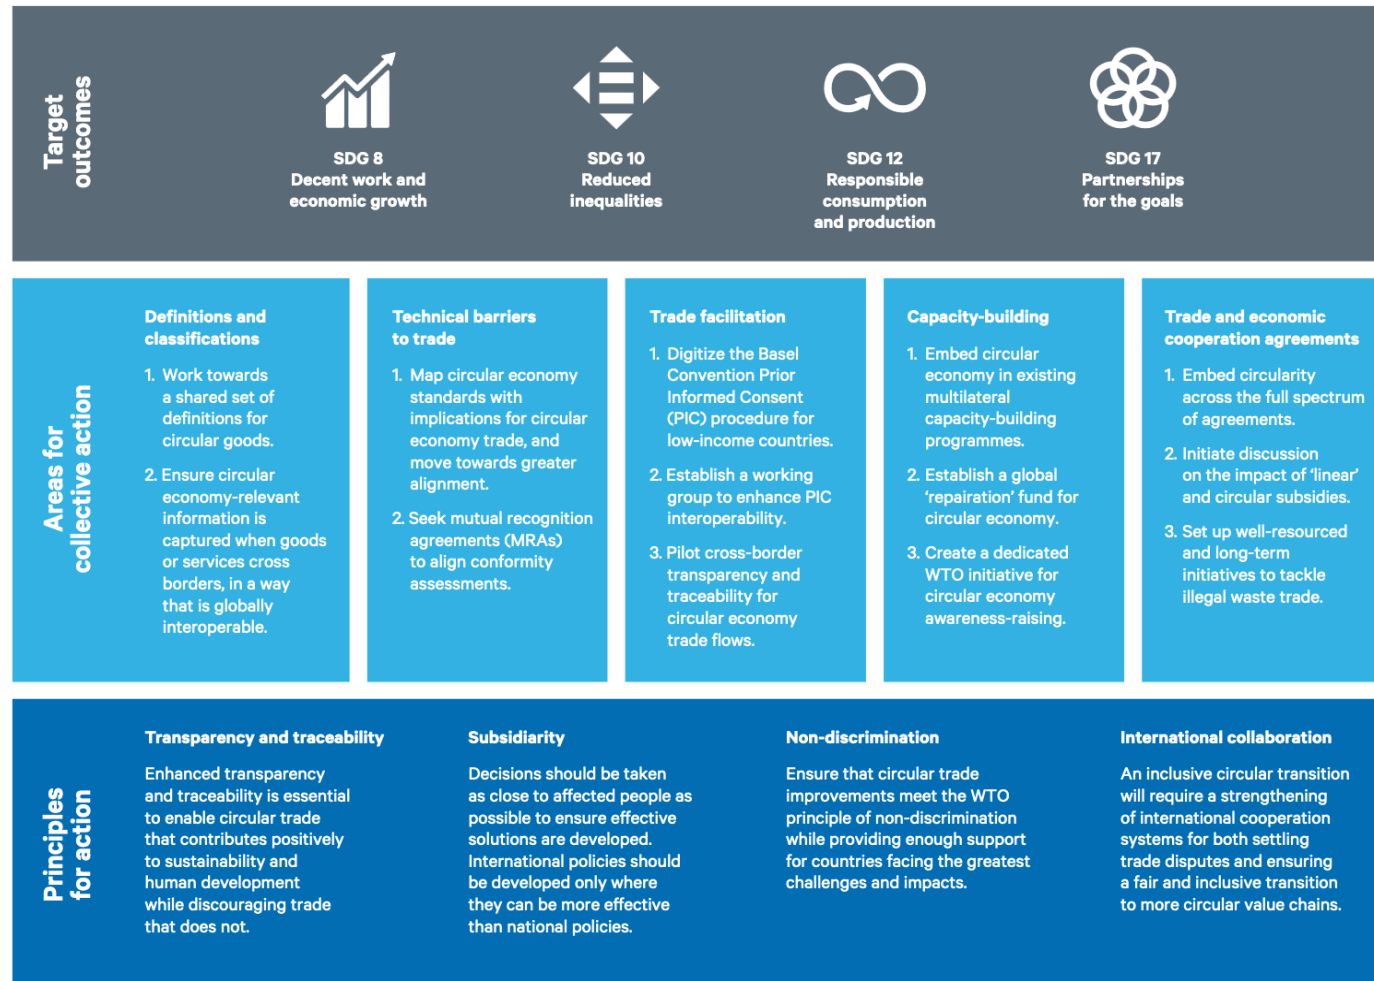 Target
outcomes
SDG 8
Decent work and
economic growth
SDG 10
Reduced
inequalities
SDG 12
Responsible
consumption
and production
SDG 17
Partnerships
for the goals
Areas for
collective action
Definitions and
classifications
1. Work towards
a shared set of
definitions for
circular goods.
2. Ensure circular
economy-relevant
information is
captured when goods
or services cross
borders, in a way
that is globally
interoperable.
Technical barriers
to trade
1. Map circular economy
standards with
implications for circular
economy trade, and
move towards greater
alignment.
2. Seek mutual recognition
agreements (MRAs)
to align conformity
assessments.
Trade facilitation
1. Digitize the Basel
Convention Prior
Informed Consent
(PIC) procedure for
low-income countries.
2. Establish a working
group to enhance PIC
interoperability.
3. Pilot cross-border
transparency and
traceability for
circular economy
trade flows.
Capacity-building
1. Embed circular
economy in existing
multilateral
capacity-building
programmes.
2. Establish a global
‘repairation’ fund for
circular economy.
3. Create a dedicated
WTO initiative for
circular economy
awareness-raising.
Trade and economic
cooperation agreements
1. Embed circularity
across the full spectrum
of agreements.
2. Initiate discussion
on the impact of ‘linear’
and circular subsidies.
3. Set up well-resourced
and long-term
initiatives to tackle
illegal waste trade.
Principles
for action
Transparency and traceability
Enhanced transparency
and traceability is essential
to enable circular trade
that contributes positively
to sustainability and
human development
while discouraging trade
that does not.
Subsidiarity
Decisions should be taken
as close to affected people as
possible to ensure effective
solutions are developed.
International policies should
be developed only where
they can be more effective
than national policies.
Non-discrimination
Ensure that circular trade
improvements meet the WTO
principle of non-discrimination
while providing enough support
for countries facing the greatest
challenges and impacts.
International collaboration
An inclusive circular transition
will require a strengthening
of international cooperation
systems for both settling
trade disputes and ensuring
a fair and inclusive transition
to more circular value chains.